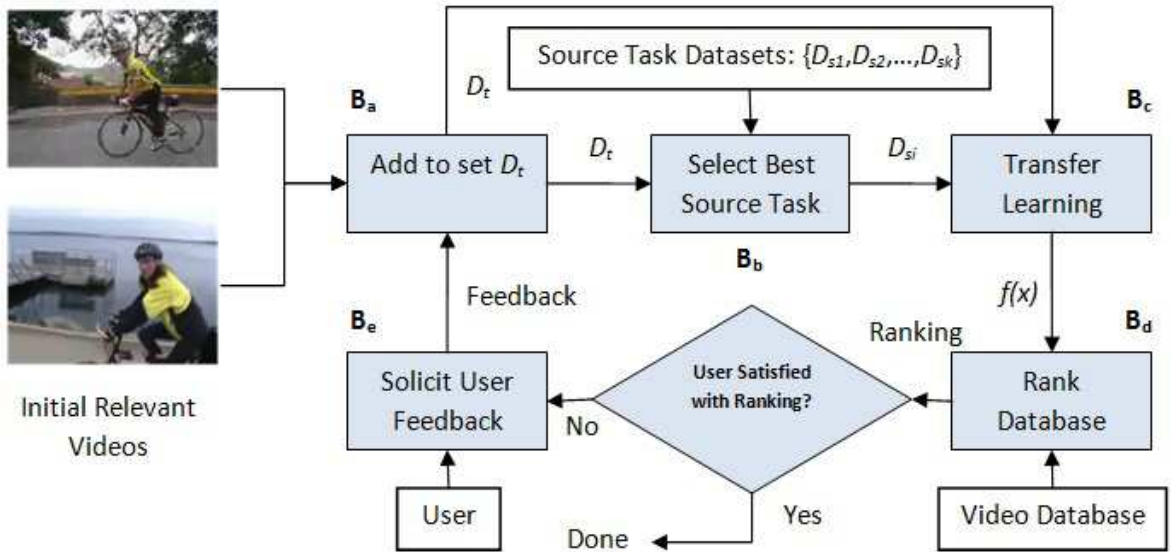 Source Task Datasets: {Ds1,Ds2,...,Dsk}
Dt
Ba
Bc
Add to set Dt
Dt
Select Best
Source Task
Dsi
Transfer
Learning
Bb
Feedback
f(x)
Be
Bd
Ranking
Initial Relevant
Videos
Solicit User
Feedback
No
User Satisfied
with Ranking?
Rank
Database
User
Yes
Done
Video Database